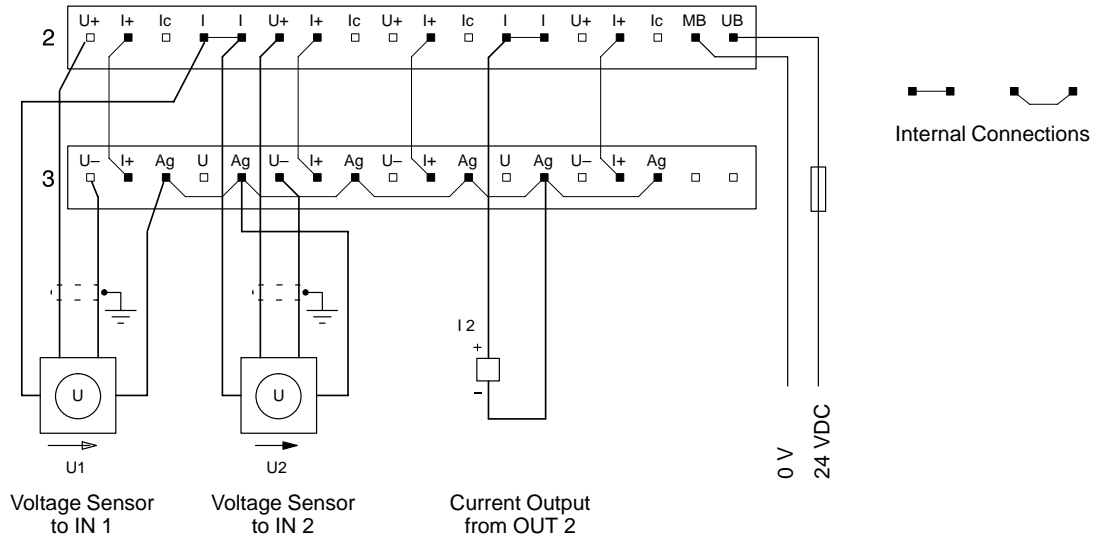 U+ I+ Ic I I U+ I+ Ic U+ I+ Ic I I U+ I+ Ic MB UB
2
Internal Connections
U– I+ Ag U Ag U– I+ Ag U– I+ Ag U Ag U– I+ Ag
3
I 2
+
–
U
U
U1
U2
0 V
24 VDC
Voltage Sensor
to IN 1
Voltage Sensor
to IN 2
Current Output
from OUT 2